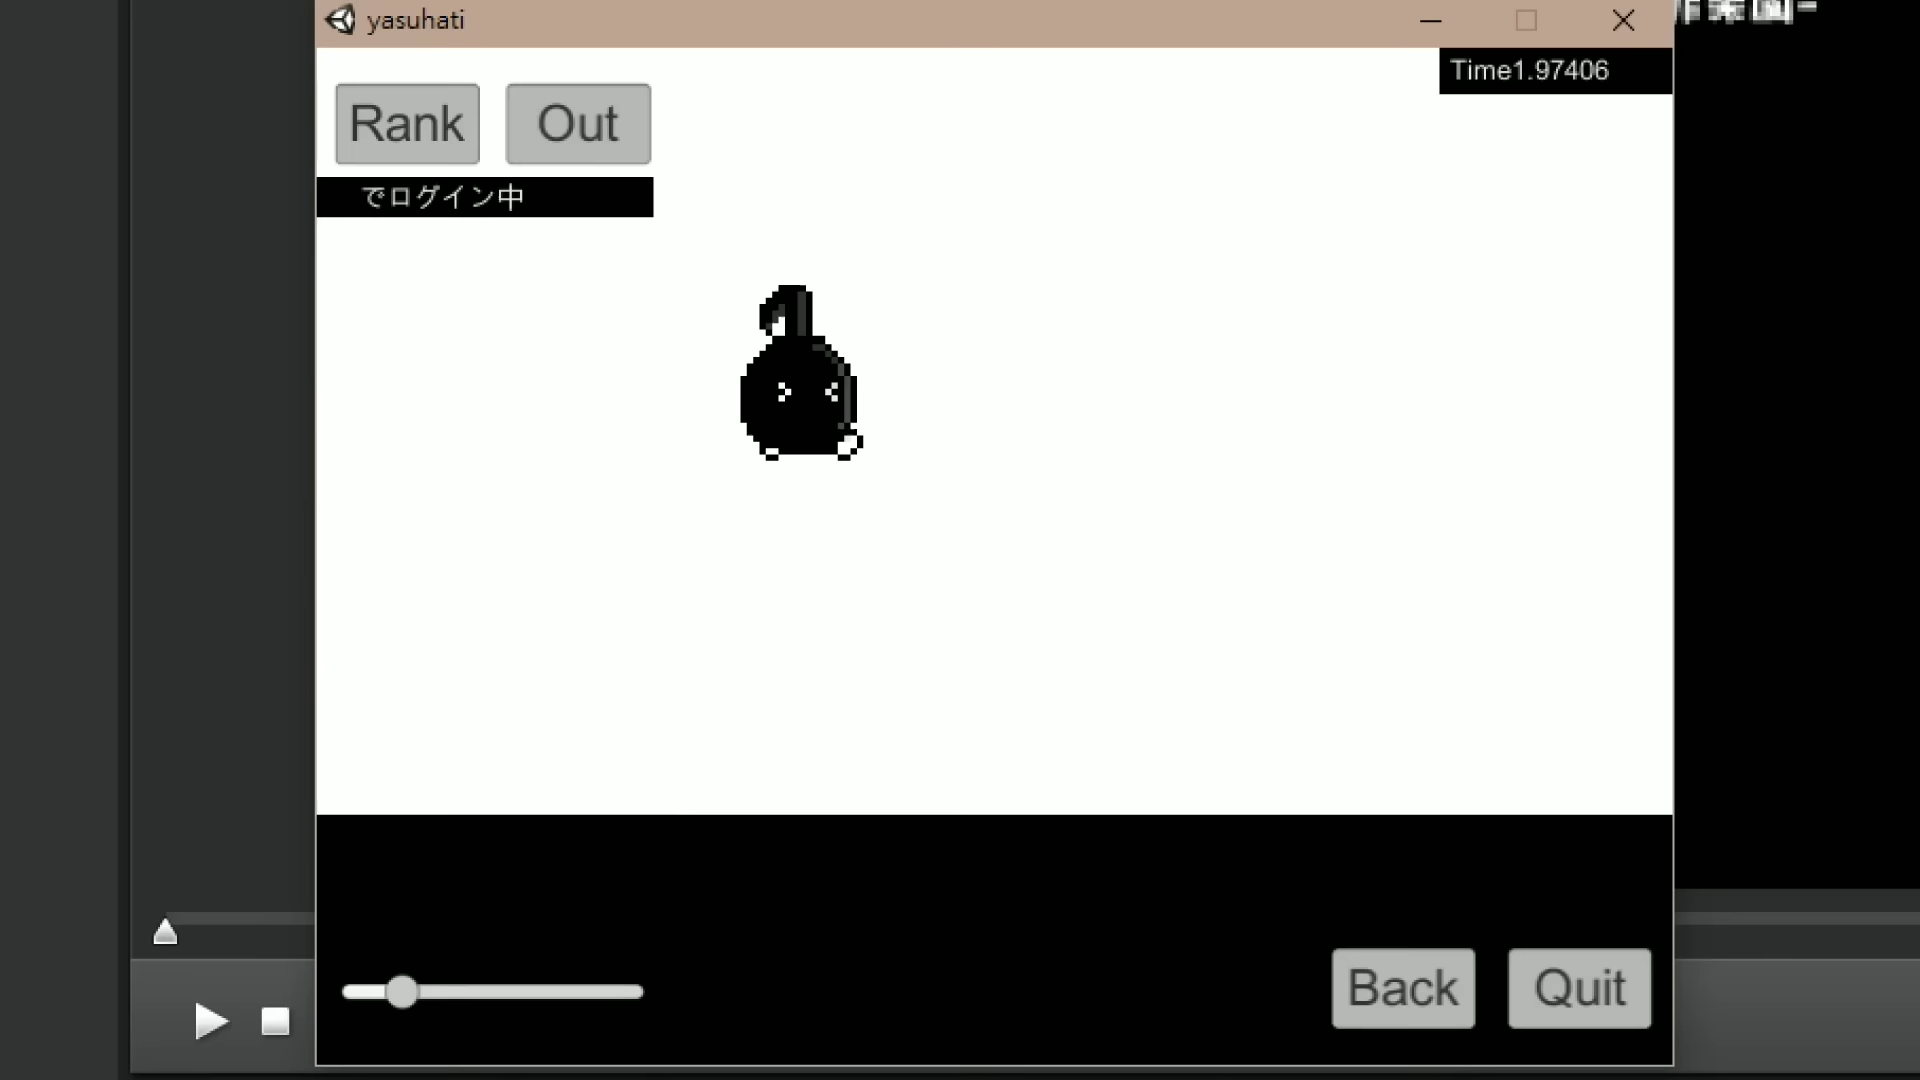 yasuhati
Time1.97406
Rank Out
でログイン中
Back Quit